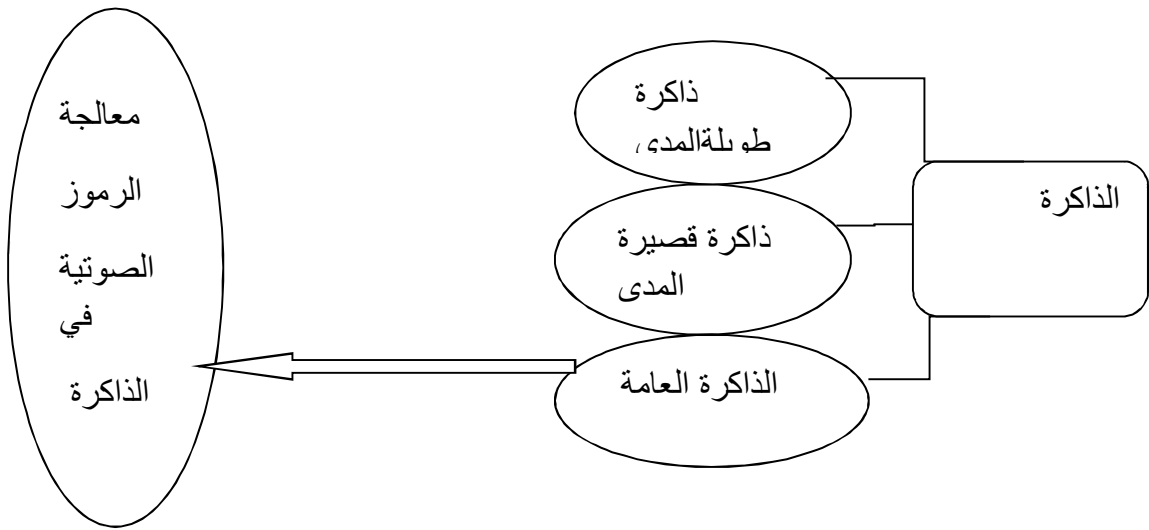 الذاكرة
ذاكرة
طويلةالمدى
ذاكرة قصيرة
المدى
الذاكرة العامة
معالجة
الرموز
الصوتية
في
الذاكرة